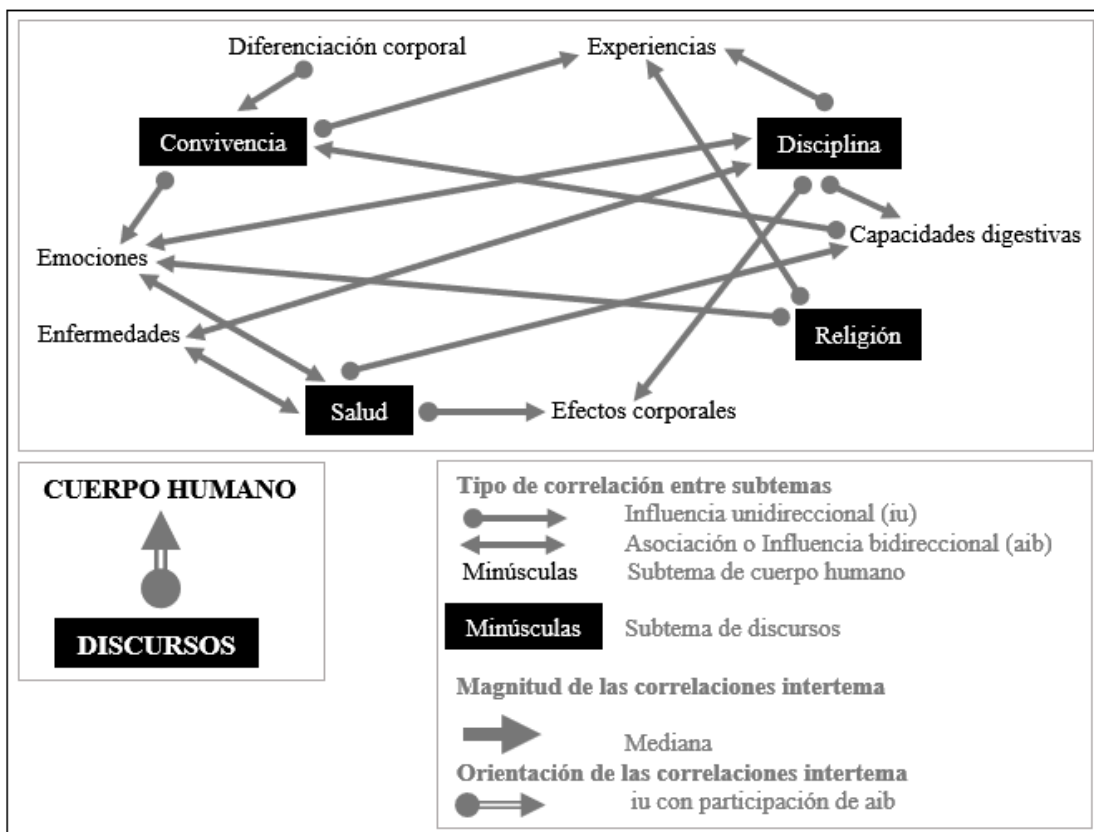 Diferenciación corporal
Experiencias
Convivencia
Disciplina
Capacidades digestivas
Emociones
Enfermedades
Religión
Salud
Efectos corporales
CUERPO HUMANO
DISCURSOS
Tipo de correlación entre subtemas
Influencia unidireccional (iu)
Asociación o Influencia bidireccional (aib)
Minúsculas Subtema de cuerpo humano
Minúsculas Subtema de discursos
Magnitud de las correlaciones intertema
Mediana
Orientación de las correlaciones intertema
iu con participación de aib